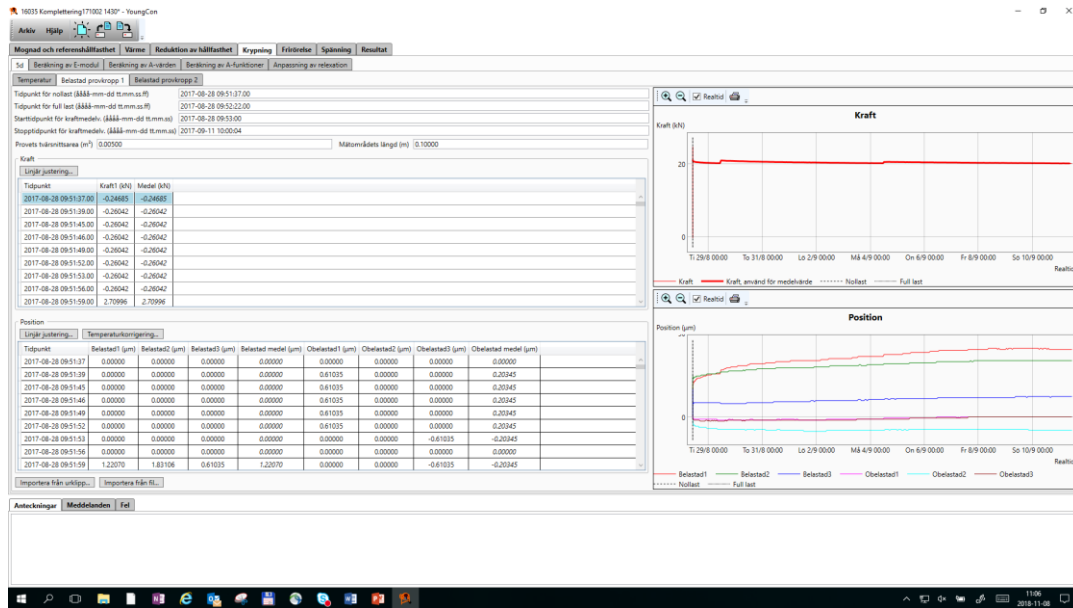 16035 Komplettering171002 1430* - YoungCon
Arkiv Hjälp
Mognad och referenshållfasthet Värme Reduktion av hållfasthet Krypning Frirörelse Spänning Resultat
5d Beräkning av E-modul Beräkning av A-värden Beräkning av A-funktioner Anpassning av relexation
Temperatur Belastad provkropp 1 Belastad provkropp 2
Tidpunkt för nollast (åååå-mm-dd tt.mm.ss.ff) 2017-08-28 09:51:37.00
Tidpunkt för full last (åååå-mm-dd tt.mm.ss.ff) 2017-08-28 09:52:22.00
Starttidpunkt för kraftmedelv. (åååå-mm-dd tt.mm.ss) 2017-08-28 09:53:00
Stopptidpunkt för kraftmedelv. (åååå-mm-dd tt.mm.ss) 2017-09-11 10:00:04
Provets tvärsnittsarea (m²) 0.00500 Mätområdets längd (m) 0.10000
Kraft
Linjär justering...
Tidpunkt Kraft1 (kN) Medel (kN)
2017-08-28 09:51:37.00 -0.24685 -0.24685
2017-08-28 09:51:39.00 -0.26042 -0.26042
2017-08-28 09:51:45.00 -0.26042 -0.26042
2017-08-28 09:51:46.00 -0.26042 -0.26042
2017-08-28 09:51:49.00 -0.26042 -0.26042
2017-08-28 09:51:52.00 -0.26042 -0.26042
2017-08-28 09:51:53.00 -0.26042 -0.26042
2017-08-28 09:51:56.00 -0.26042 -0.26042
2017-08-28 09:51:59.00 2.70996 2.70996
Position
Linjär justering... Temperaturkorrigering...
Tidpunkt Belastad1 (µm) Belastad2 (µm) Belastad3 (µm) Belastad medel (µm) Obelastad1 (µm) Obelastad2 (µm) Obelastad3 (µm) Obelastad medel (µm)
2017-08-28 09:51:37 0.00000 0.00000 0.00000 0.00000 0.00000 0.00000 0.00000 0.00000
2017-08-28 09:51:39 0.00000 0.00000 0.00000 0.00000 0.61035 0.00000 0.00000 0.20345
2017-08-28 09:51:45 0.00000 0.00000 0.00000 0.00000 0.61035 0.00000 0.00000 0.20345
2017-08-28 09:51:46 0.00000 0.00000 0.00000 0.00000 0.61035 0.00000 0.00000 0.20345
2017-08-28 09:51:49 0.00000 0.00000 0.00000 0.00000 0.61035 0.00000 0.00000 0.20345
2017-08-28 09:51:52 0.00000 0.00000 0.00000 0.00000 0.61035 0.00000 0.00000 0.20345
2017-08-28 09:51:53 0.00000 0.00000 0.00000 0.00000 0.00000 0.00000 -0.61035 -0.20345
2017-08-28 09:51:56 0.00000 0.00000 0.00000 0.00000 0.00000 0.00000 0.00000 0.00000
2017-08-28 09:51:59 1.22070 1.83106 0.61035 1.22070 0.00000 0.00000 -0.61035 -0.20345
Importera från urklipp... Importera från fil...
Realtid
Kraft
Kraft (kN)
20
0
Ti 29/8 00:00 To 31/8 00:00 Lö 2/9 00:00 Må 4/9 00:00 On 6/9 00:00 Fr 8/9 00:00 Sö 10/9 00:00
Realtid
Kraft Kraft, använd för medelvärde Nollast Full last
Realtid
Position
Position (µm)
0
Ti 29/8 00:00 To 31/8 00:00 Lö 2/9 00:00 Må 4/9 00:00 On 6/9 00:00 Fr 8/9 00:00 Sö 10/9 00:00
Realtid
Belastad1 Belastad2 Belastad3 Obelastad1 Obelastad2 Obelastad3
Nollast Full last
Anteckningar Meddelanden Fel
11:06
2018-11-08